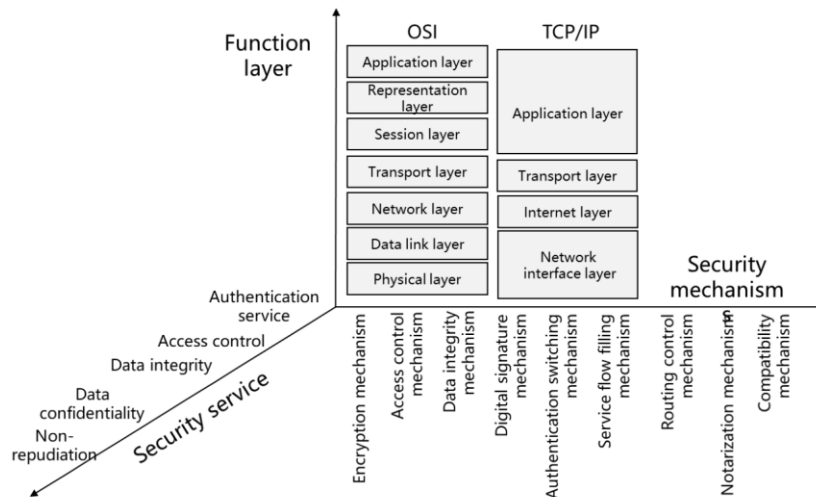 Function
layer
OSI
TCP/IP
Application layer
Representation
layer
Session layer
Transport layer
Network layer
Data link layer
Physical layer
Application layer
Transport layer
Internet layer
Network
interface layer
Security
mechanism
s
Authentication
service
Access control
Data integrity
Data
confidentiality
Non-
repudiation
Security service
Encryption mechanism
Access control
mechanism
Data integrity
mechanism
Digital signature
mechanism
Authentication switching
mechanism
Service flow filling
mechanism
Routing control
mechanism
Notarization mechanism
Compatibility
mechanism